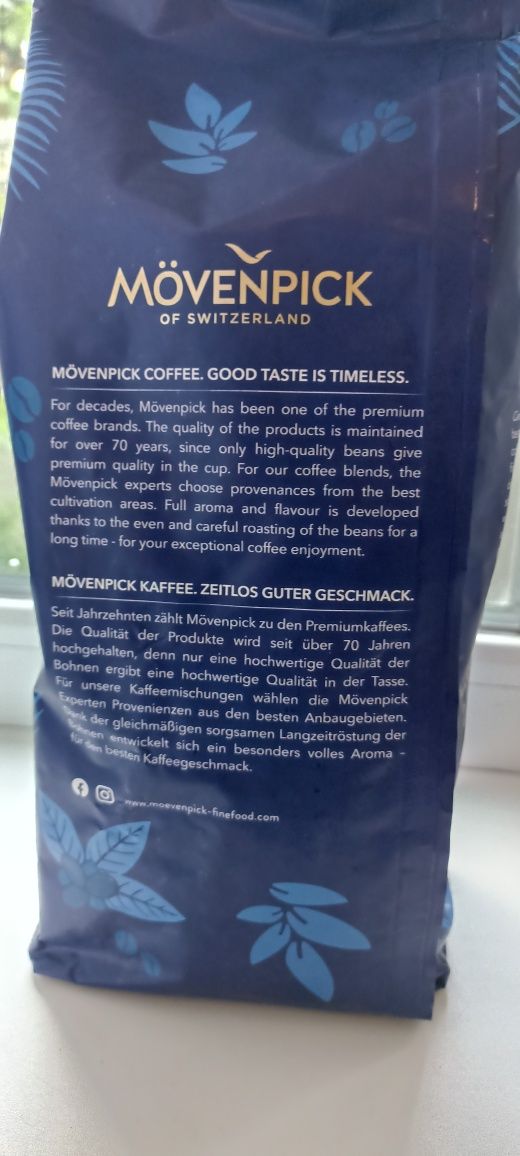 MÖVENPICK
OF SWITZERLAND
MÖVENPICK COFFEE. GOOD TASTE IS TIMELESS.
For decades, Mövenpick has been one of the premium
coffee brands. The quality of the products is maintained
for over 70 years, since only high-quality beans give
premium quality in the cup. For our coffee blends, the
Mövenpick experts choose provenances from the best
cultivation areas. Full aroma and flavour is developed
thanks to the even and careful roasting of the beans for a
long time - for your exceptional coffee enjoyment.
MÖVENPICK KAFFEE. ZEITLOS GUTER GESCHMACK.
Seit Jahrzehnten zählt Mövenpick zu den Premiumkaffees.
Die Qualität der Produkte wird seit über 70 Jahren
hochgehalten, denn nur eine hochwertige Qualität der
Bohnen ergibt eine hochwertige Qualität in der Tasse.
Für unsere Kaffeemischungen wählen die Mövenpick
Experten Provenienzen aus den besten Anbaugebieten.
Dank der gleichmäßigen sorgsamen Langzeitröstung der
Bohnen entwickelt sich ein besonders volles Aroma -
für den besten Kaffeegeschmack.
www.moevenpick-finefood.com